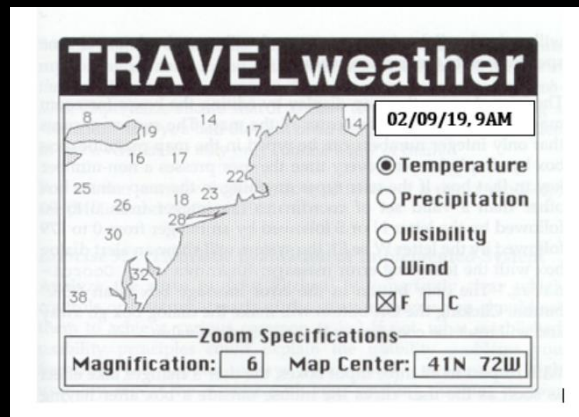 TRAVELweather
8
19
14
17
14
02/09/19, 9AM
16
17
Temperature
25
22
18
23
Precipitation
26
28
30
Visibility
32
Wind
38
F C
Zoom Specifications
Magnification: 6 Map Center: 41N 72W